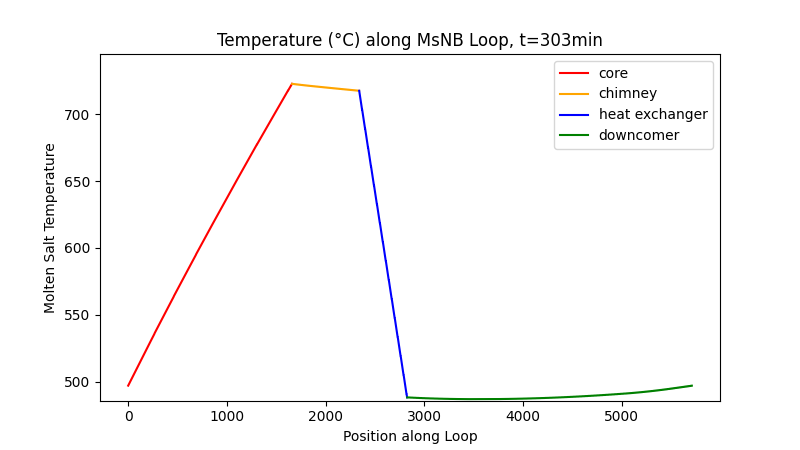 Temperature (°C) along MsNB Loop, t=303min
core
chimney
heat exchanger
downcomer
Molten Salt Temperature
700
650
600
550
500
0 1000 2000 3000 4000 5000
Position along Loop